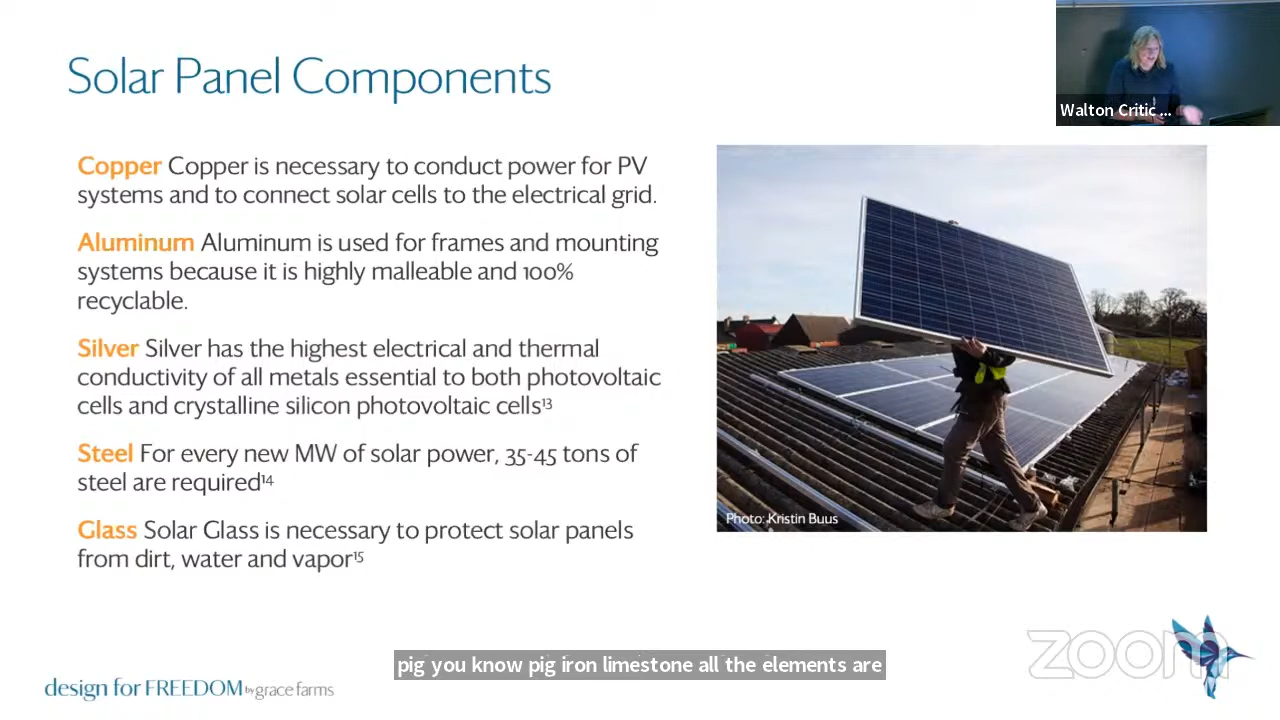 Solar Panel Components
Walton Critic ...
Copper Copper is necessary to conduct power for PV
systems and to connect solar cells to the electrical grid.
Aluminum Aluminum is used for frames and mounting
systems because it is highly malleable and 100%
recyclable.
Silver Silver has the highest electrical and thermal
conductivity of all metals essential to both photovoltaic
cells and crystalline silicon photovoltaic cells¹³
Steel For every new MW of solar power, 35-45 tons of
steel are required¹⁴
Glass Solar Glass is necessary to protect solar panels
from dirt, water and vapor¹⁵
Photo: Kristin Buus
pig you know pig iron limestone all the elements are
zoom
design for FREEDOM by grace farms